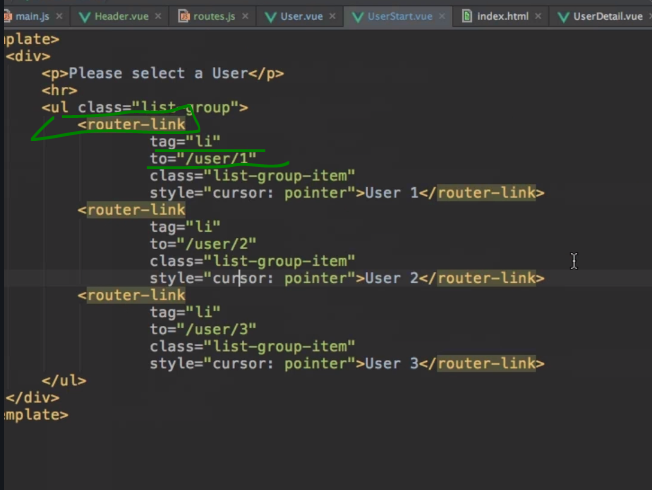 main.js × Header.vue × routes.js × User.vue × UserStart.vue × index.html × UserDetail.vue ×
mplate>
<div>
<p>Please select a User</p>
<hr>
<ul class="list-group">
<router-link
tag="li"
to="/user/1"
class="list-group-item"
style="cursor: pointer">User 1</router-link>
<router-link
tag="li"
to="/user/2"
class="list-group-item"
style="cursor: pointer">User 2</router-link>
<router-link
tag="li"
to="/user/3"
class="list-group-item"
style="cursor: pointer">User 3</router-link>
</ul>
</div>
emplate>